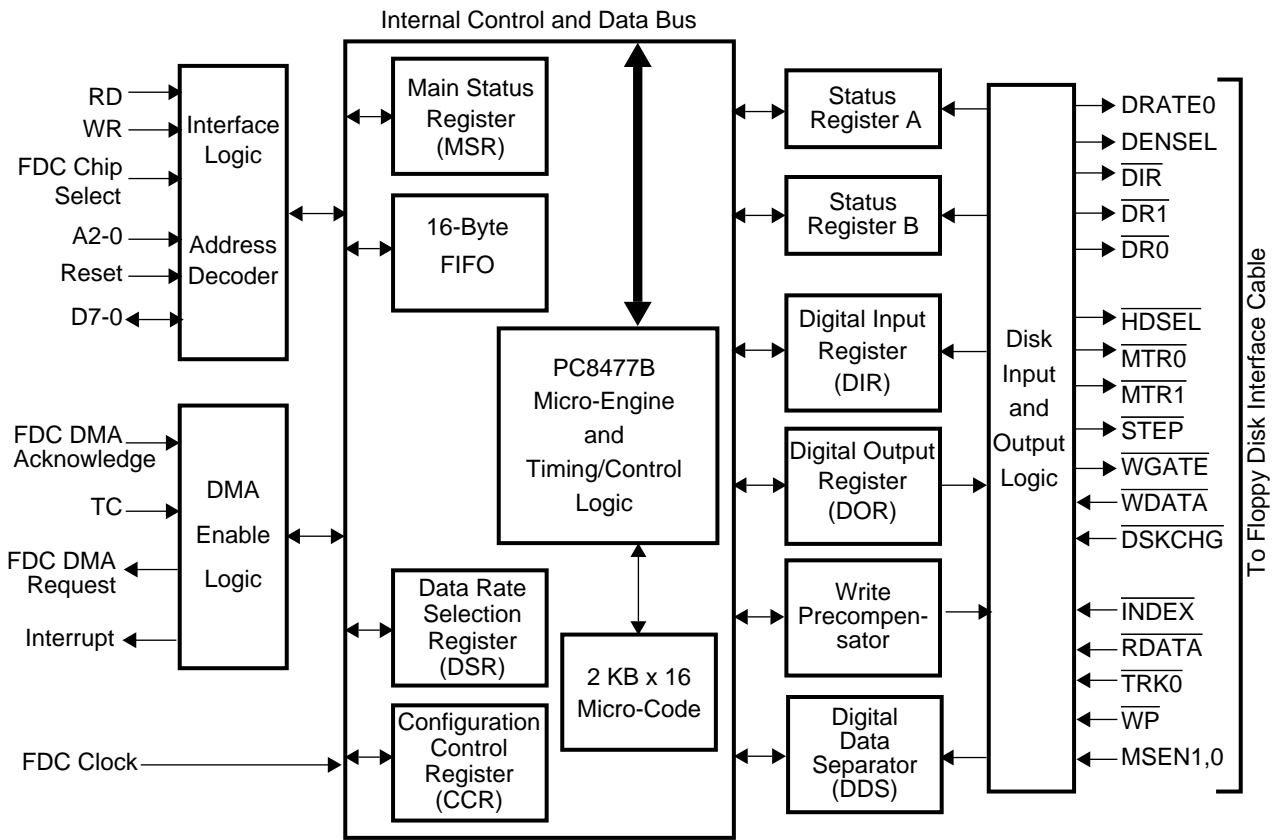 Internal Control and Data Bus
RD
WR
FDC Chip
Select
A2-0
Reset
D7-0
Interface
Logic
Address
Decoder
FDC DMA
Acknowledge
TC
FDC DMA
Request
Interrupt
DMA
Enable
Logic
FDC Clock
Main Status
Register
(MSR)
16-Byte
FIFO
PC8477B
Micro-Engine
and
Timing/Control
Logic
Data Rate
Selection
Register
(DSR)
2 KB x 16
Micro-Code
Configuration
Control
Register
(CCR)
Status
Register A
Status
Register B
Digital Input
Register
(DIR)
Digital Output
Register
(DOR)
Write
Precompen-
sator
Digital
Data
Separator
(DDS)
Disk
Input
and
Output
Logic
DRATE0
DENSEL
DIR
DR1
DR0
HDSEL
MTR0
MTR1
STEP
WGATE
WDATA
DSKCHG
INDEX
RDATA
TRK0
WP
MSEN1,0
To Floppy Disk Interface Cable